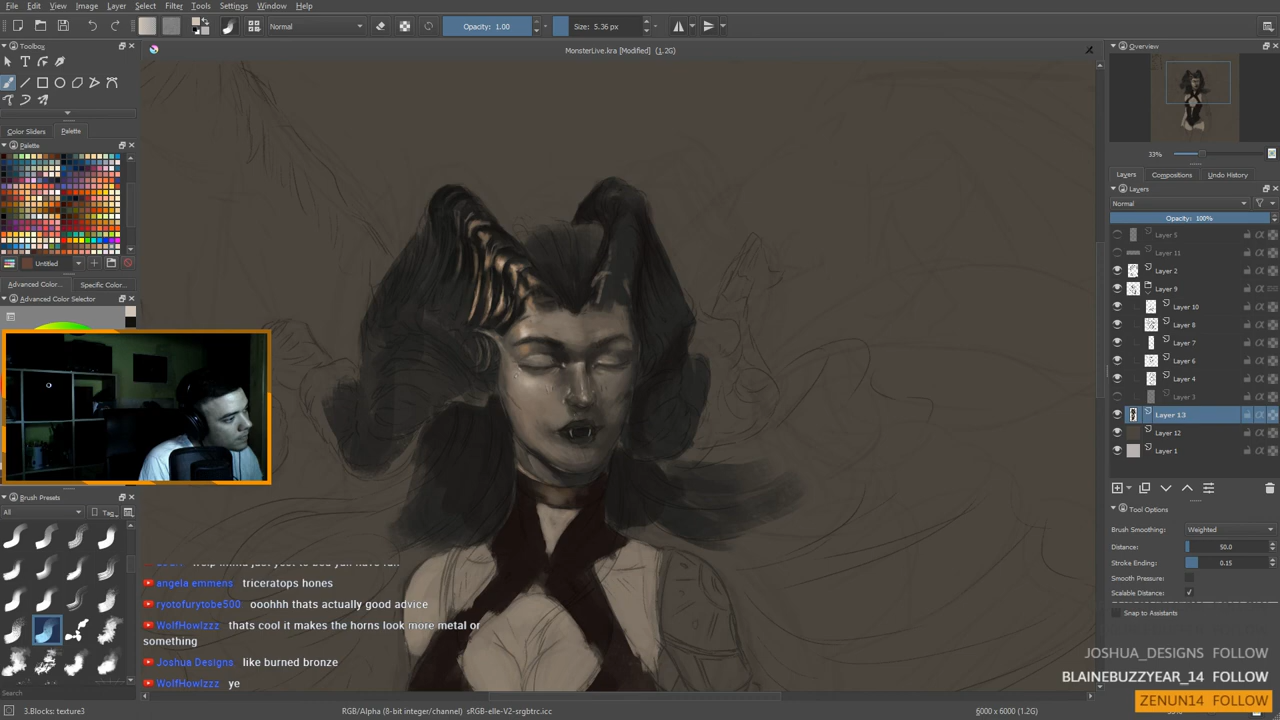 File Edit View Image Layer Select Filter Tools Settings Window Help
Normal
Opacity: 1.00
Size: 5.36 px
MonsterLive.kra [Modified] (1.2G)
Toolbox
Color Sliders Palette
Palette
Untitled
Advanced Color... Specific Color...
Advanced Color Selector
Brush Presets
All
Tag
Search
3.Blocks: texture3
RGB/Alpha (8-bit integer/channel) sRGB-elle-V2-srgbtrc.icc
6000 x 6000 (1.2G)
angela emmens triceratops hones
ryotofurytobe500 ooohhh thats actually good advice
WolfHowlzzz thats cool it makes the horns look more metal or
something
Joshua Designs. like burned bronze
WolfHowlzzz ye
Overview
33%
Layers Compositions Undo History
Layers
Normal
Opacity: 100%
Layer 5
Layer 11
Layer 2
Layer 9
Layer 10
Layer 8
Layer 7
Layer 6
Layer 4
Layer 3
Layer 13
Layer 12
Layer 1
Tool Options
Brush Smoothing: Weighted
Distance: 50.0
Stroke Ending: 0.15
Smooth Pressure:
Scalable Distance:
Snap to Assistants
JOSHUA_DESIGNS FOLLOW
BLAINEBUZZYEAR_14 FOLLOW
ZENUN14 FOLLOW